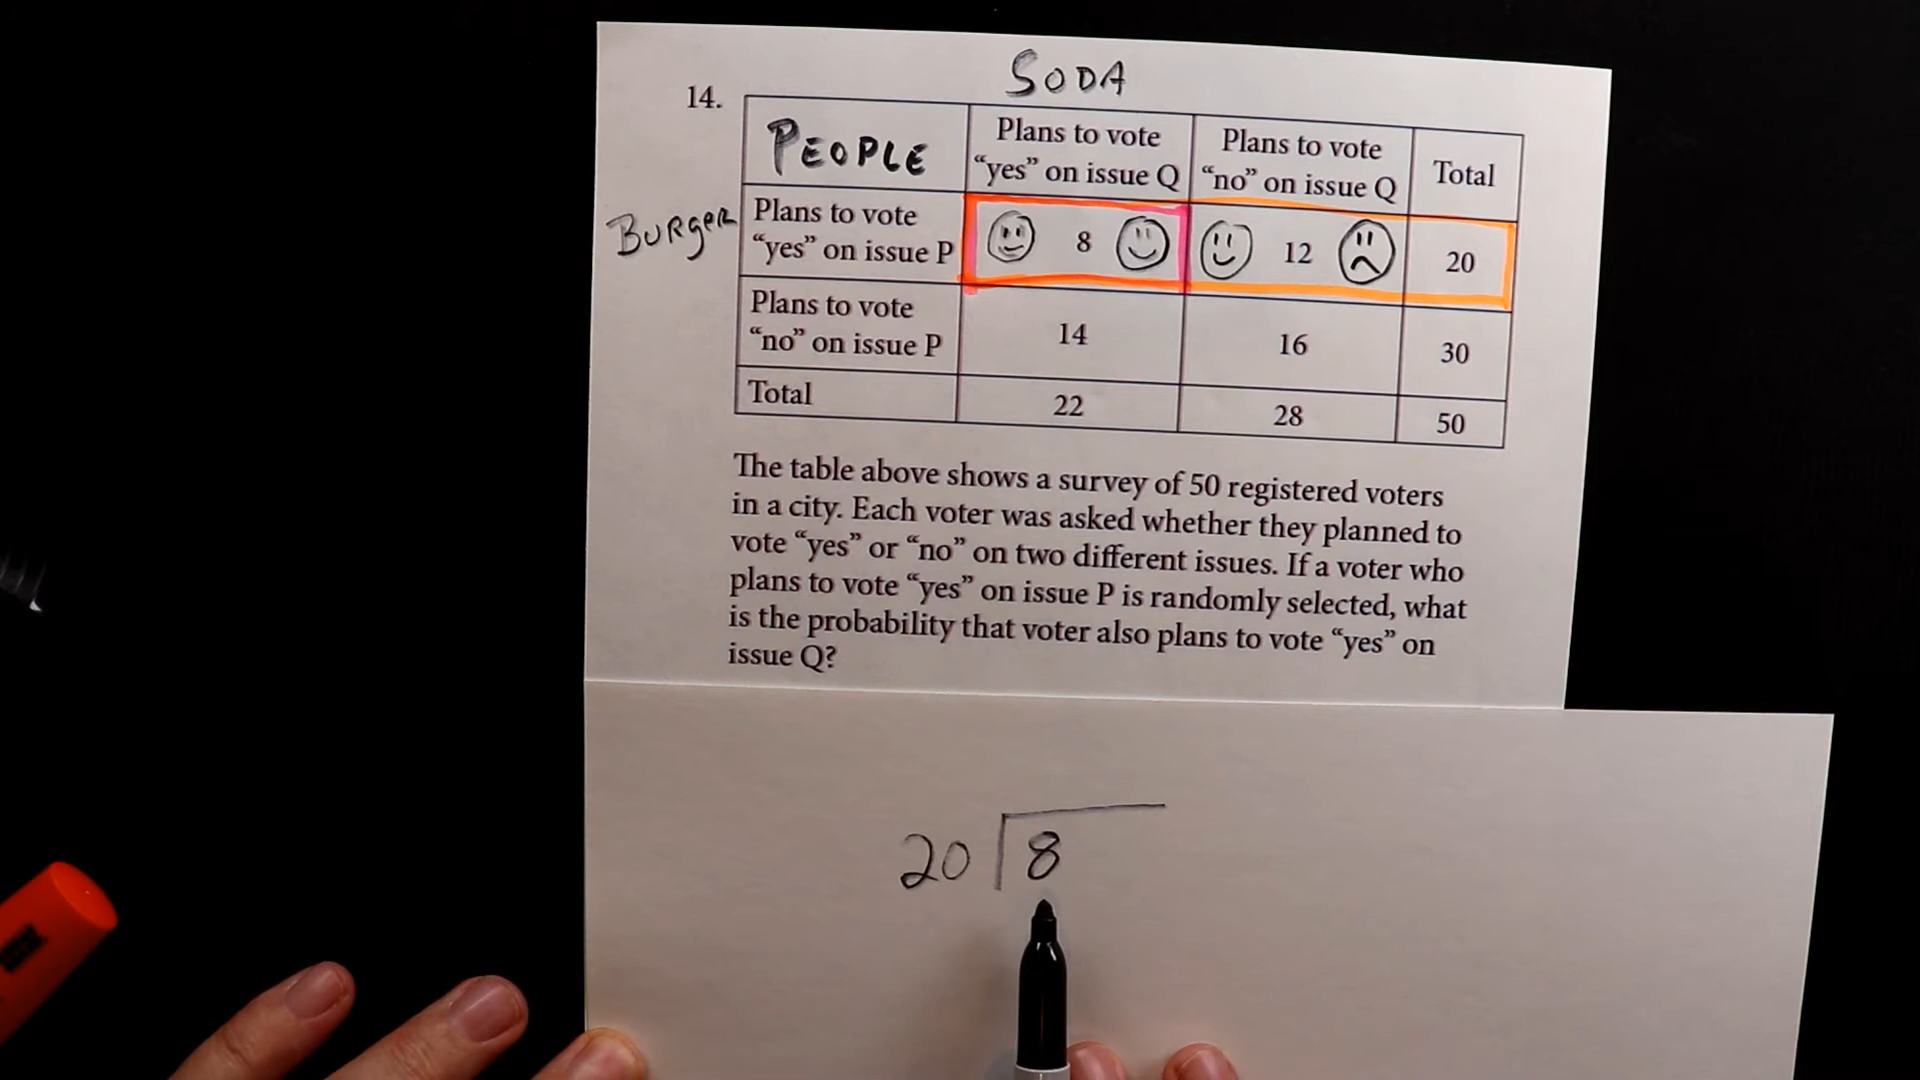 SODA
14.
PEOPLE
Plans to vote
“yes” on issue Q
Plans to vote
“no” on issue Q
Total
Burger
Plans to vote
“yes” on issue P
8
12
20
Plans to vote
“no” on issue P
14
16
30
Total
22
28
50
The table above shows a survey of 50 registered voters
in a city. Each voter was asked whether they planned to
vote “yes” or “no” on two different issues. If a voter who
plans to vote “yes” on issue P is randomly selected, what
is the probability that voter also plans to vote “yes” on
issue Q?
20 8